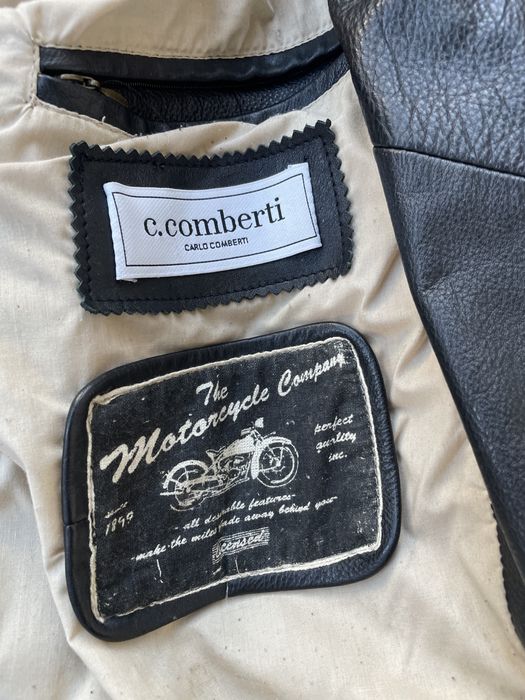 c.comberti
CARLO COMBERTI
The
Motorcycle Company
perfect
quality
inc.
since
1899
-all desirable features-
-make·the miles fade away behind you-